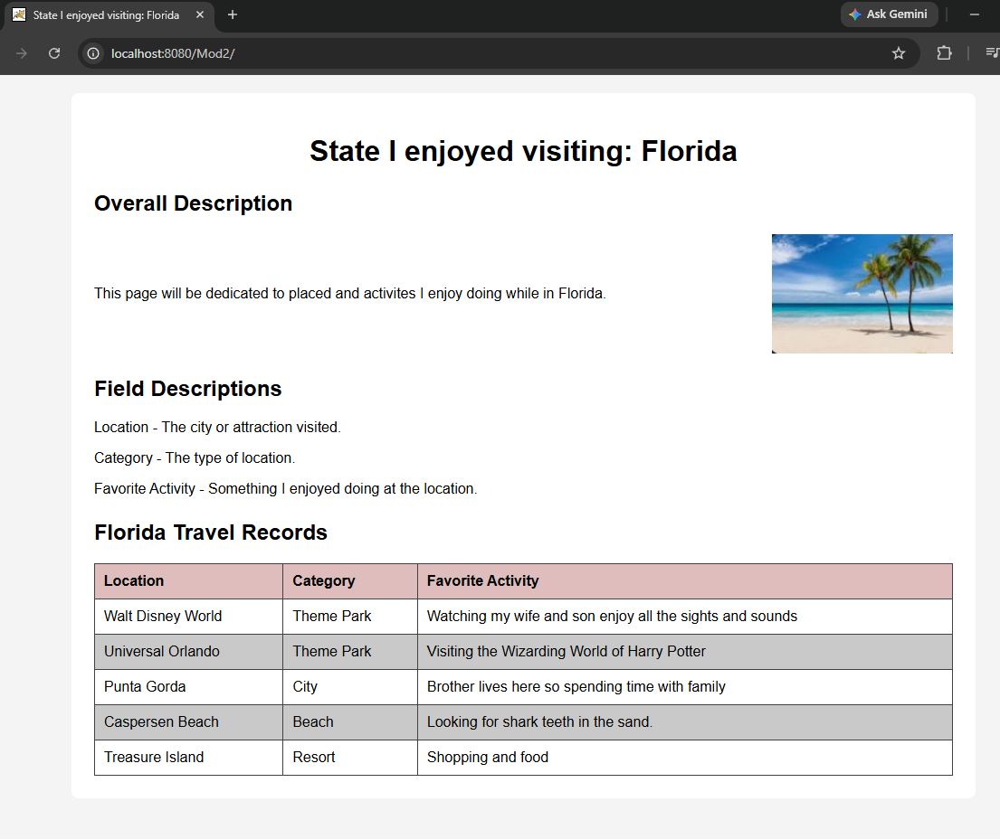 State I enjoyed visiting: Florida
Ask Gemini
localhost:8080/Mod2/
State I enjoyed visiting: Florida
Overall Description
This page will be dedicated to placed and activites I enjoy doing while in Florida.
Field Descriptions
Location - The city or attraction visited.
Category - The type of location.
Favorite Activity - Something I enjoyed doing at the location.
Florida Travel Records
Location Category Favorite Activity
Walt Disney World Theme Park Watching my wife and son enjoy all the sights and sounds
Universal Orlando Theme Park Visiting the Wizarding World of Harry Potter
Punta Gorda City Brother lives here so spending time with family
Caspersen Beach Beach Looking for shark teeth in the sand.
Treasure Island Resort Shopping and food